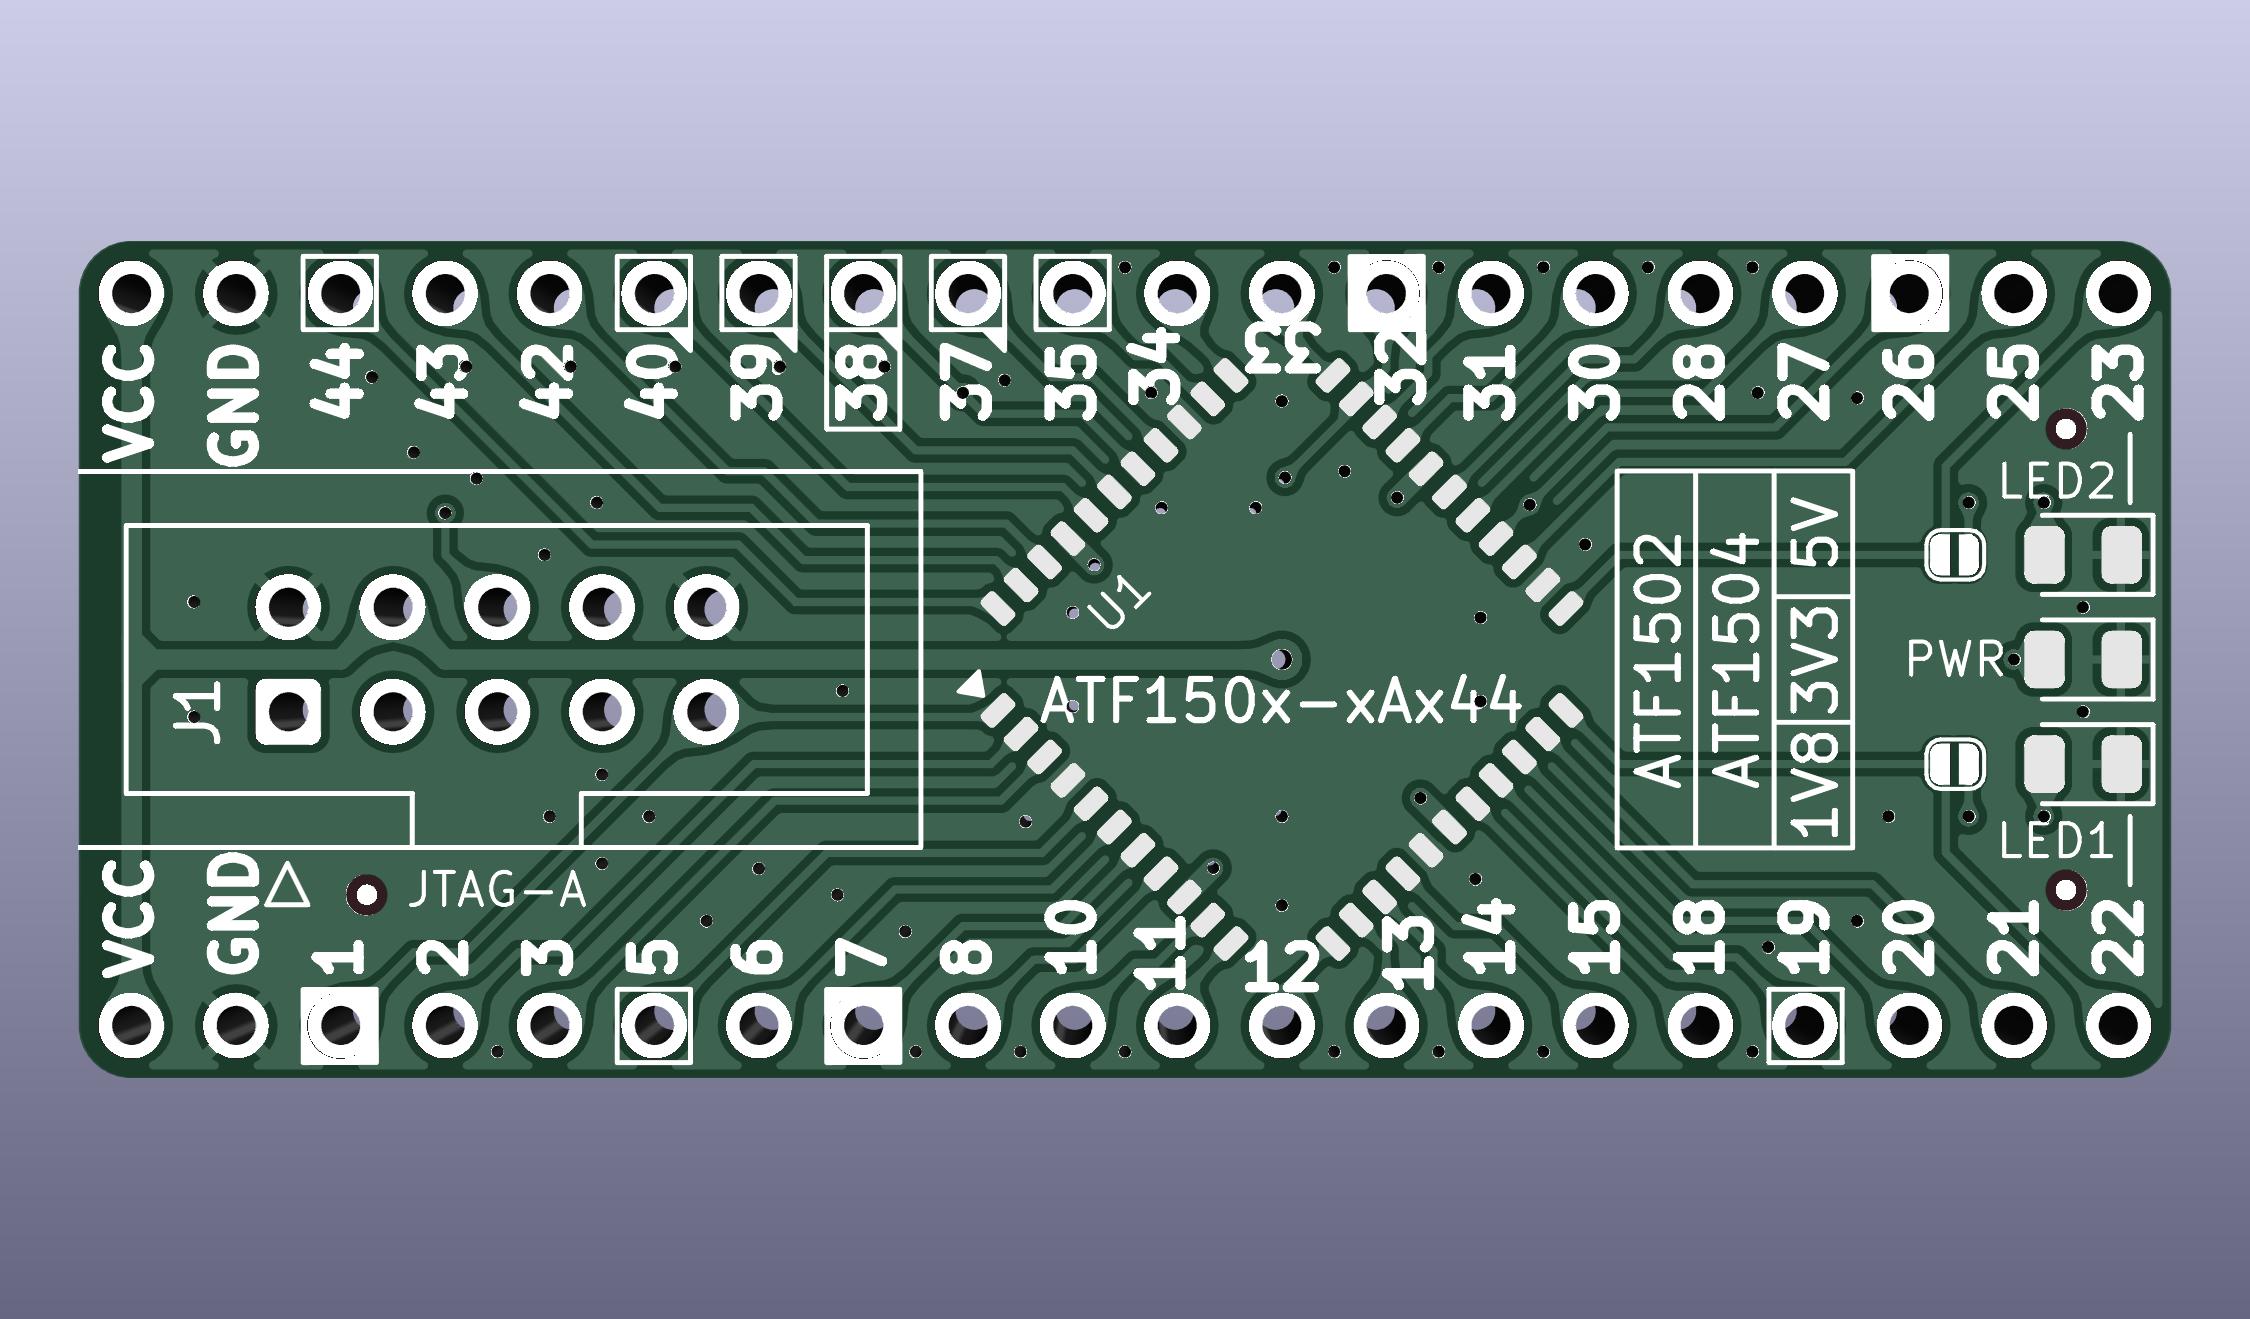 VCC GND 44 43 42 40 39 38 37 35 34 33 32 31 30 28 27 26 25 23
LED2
U1
ATF1502
ATF1504
1V8 3V3 5V
PWR
J1
ATF150x-xAx44
LED1
JTAG-A
VCC GND 1 2 3 5 6 7 8 10 11 12 13 14 15 18 19 20 21 22